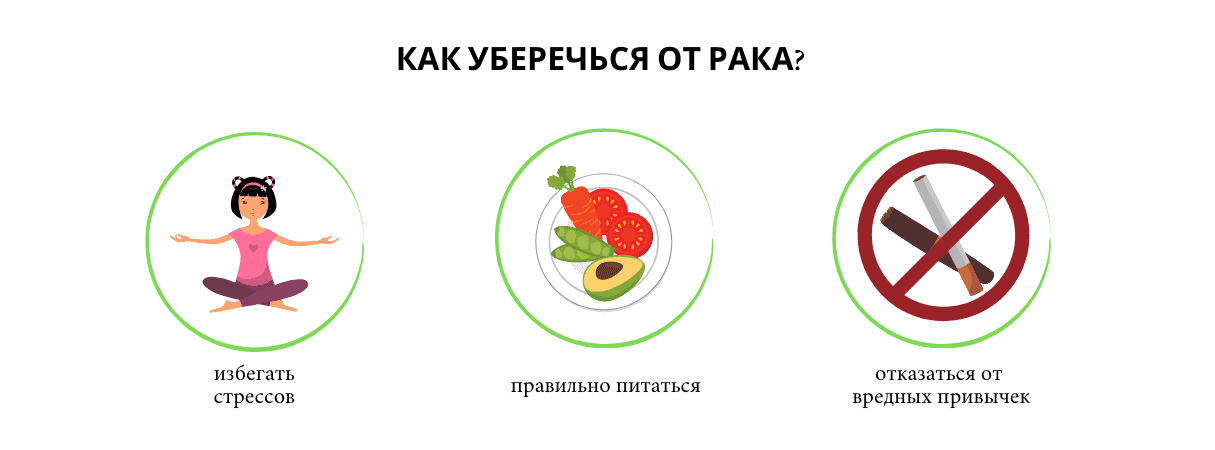 КАК УБЕРЕЧЬСЯ ОТ РАКА?
избегать
стрессов
правильно питаться
отказаться от
вредных привычек